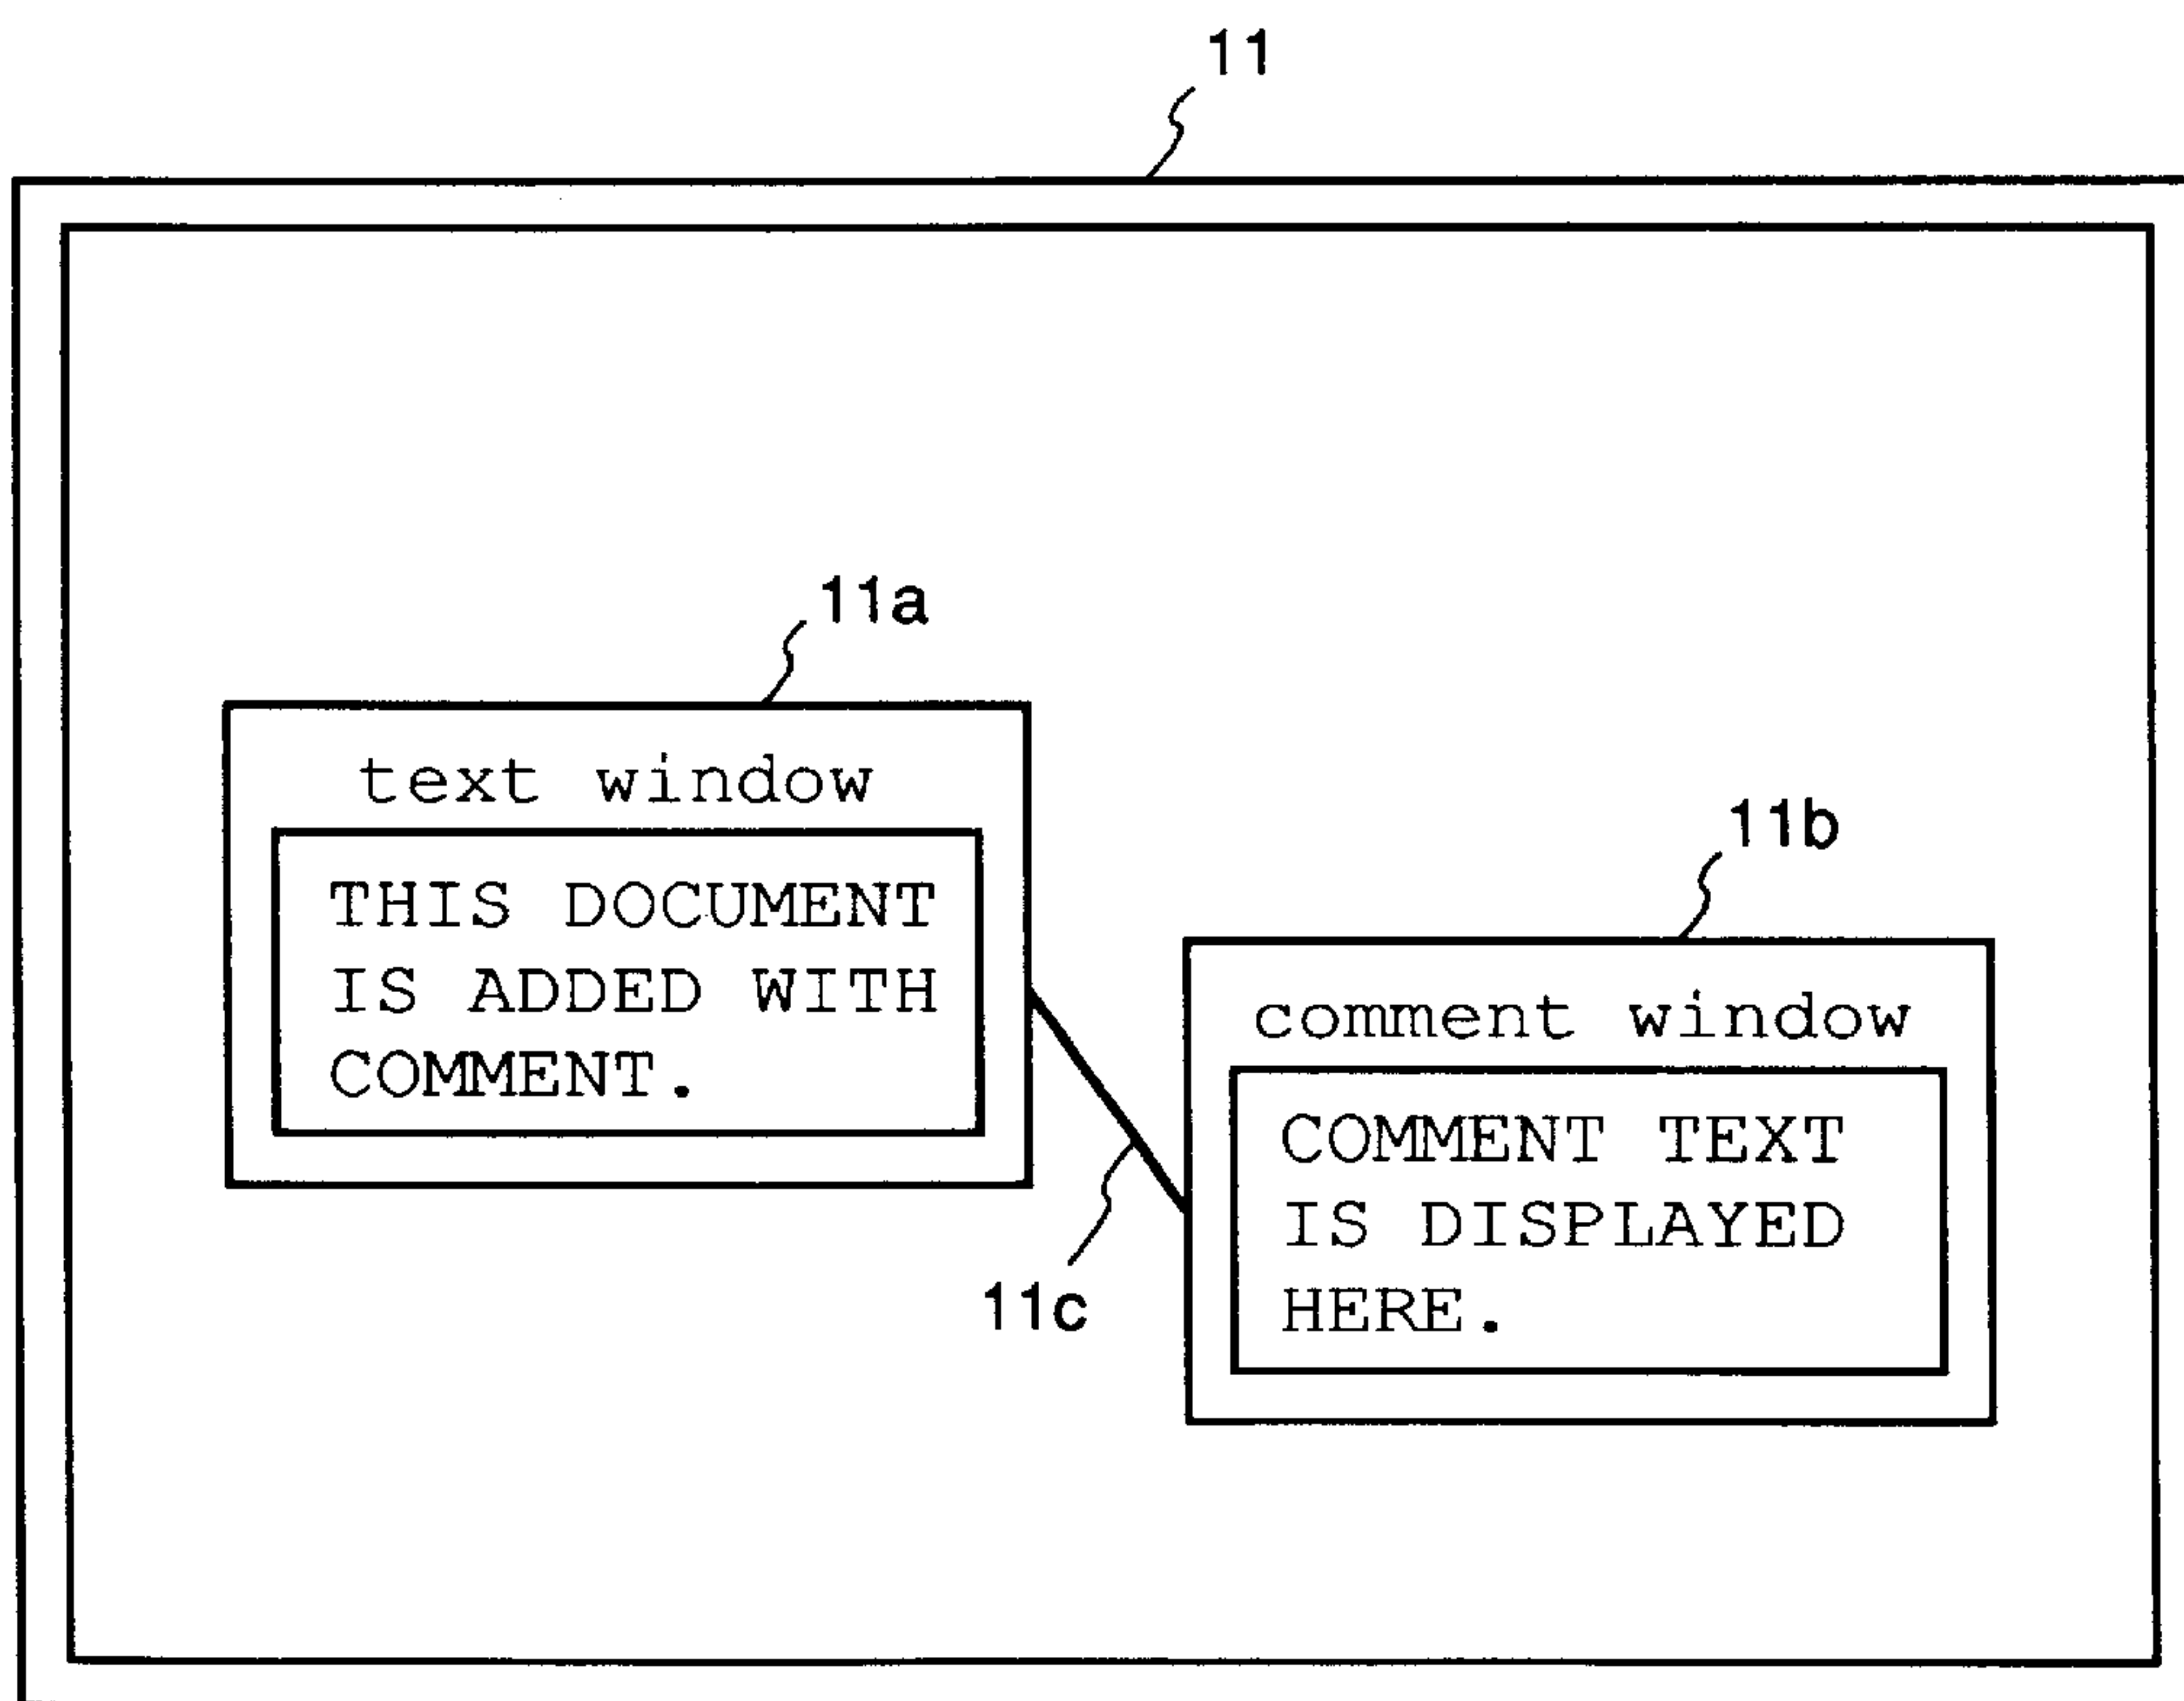 11
11a
text window
THIS DOCUMENT
IS ADDED WITH
COMMENT.
11b
comment window
COMMENT TEXT
IS DISPLAYED
HERE.
11c